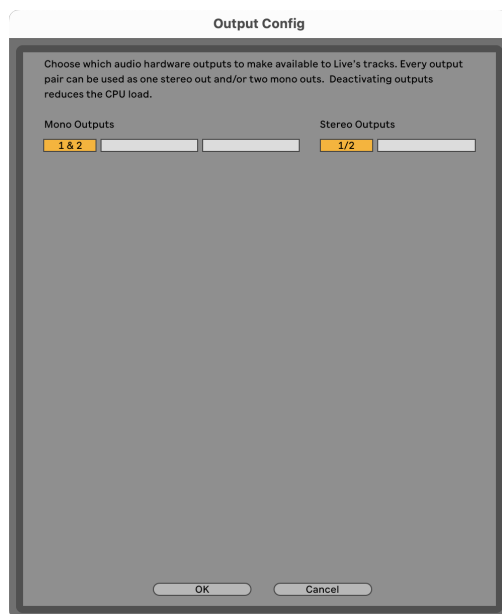 Output Config
Choose which audio hardware outputs to make available to Live's tracks. Every output
pair can be used as one stereo out and/or two mono outs.  Deactivating outputs
reduces the CPU load.
Mono Outputs
Stereo Outputs
1 & 2
1/2
OK
Cancel